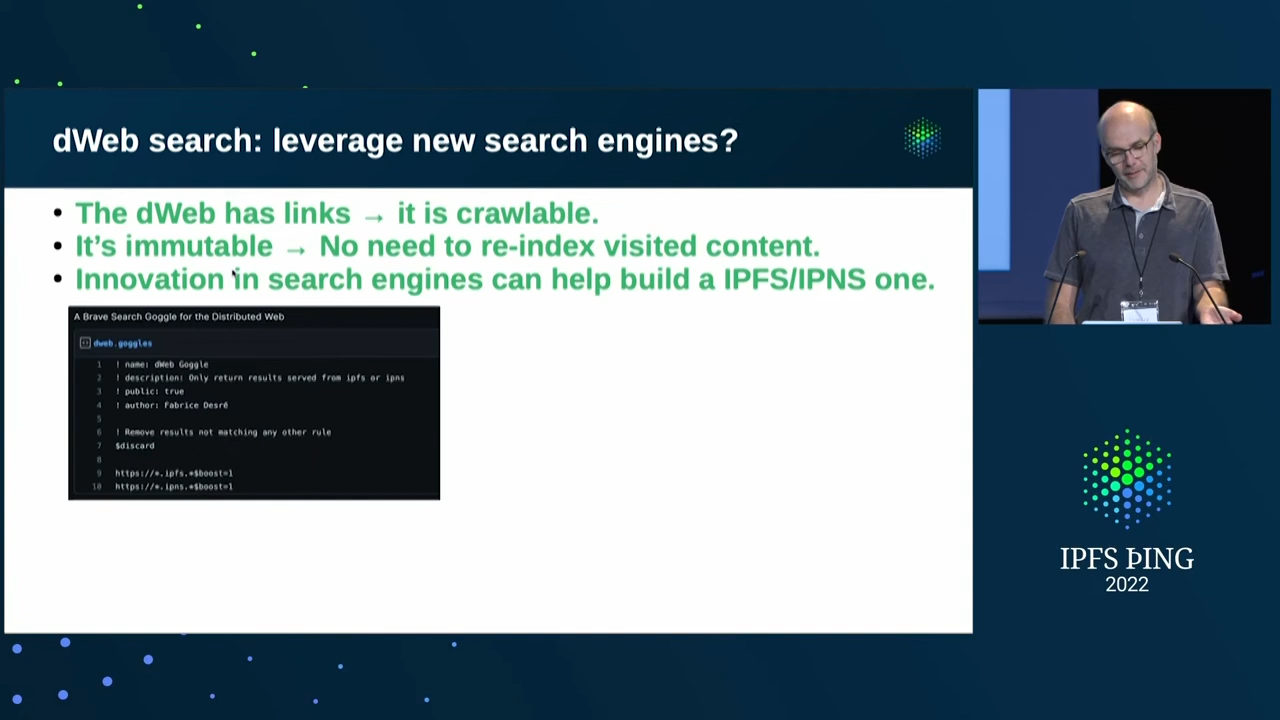 dWeb search: leverage new search engines?
• The dWeb has links → it is crawlable.
• It’s immutable → No need to re-index visited content.
• Innovation in search engines can help build a IPFS/IPNS one.
A Brave Search Goggle for the Distributed Web
dweb.goggles
1 ! name: dWeb Goggle
2 ! description: Only return results served from ipfs or ipns
3 ! public: true
4 ! author: Fabrice Desré
5
6 ! Remove results not matching any other rule
7 $discard
8
9 https://*.ipfs.*$boost=1
10 https://*.ipns.*$boost=1
IPFS ÞING
2022